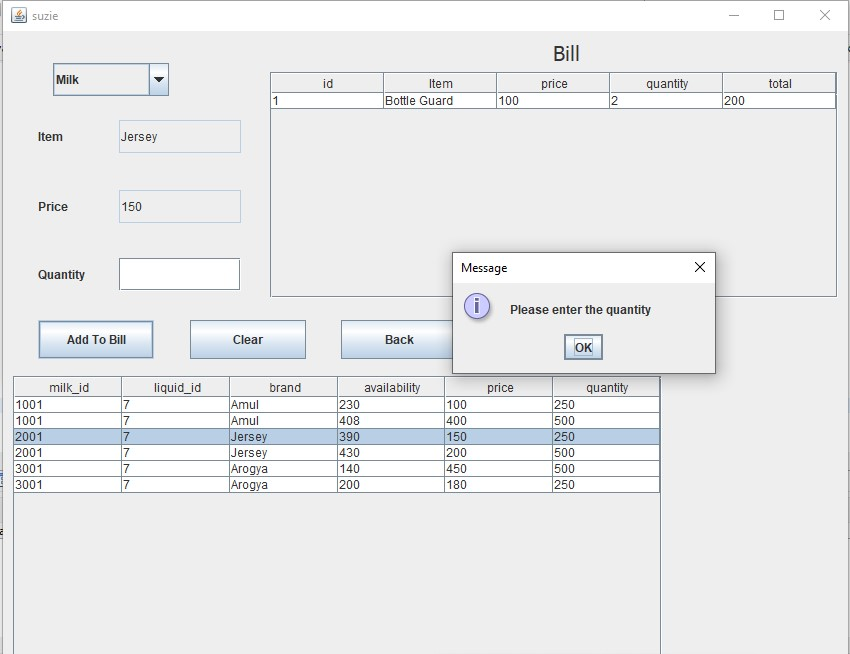 suzie
Bill
Milk
id Item price quantity total
1 Bottle Guard 100 2 200
Item Jersey
Price 150
Quantity
Message
Please enter the quantity
OK
Add To Bill Clear Back
milk_id liquid_id brand availability price quantity
1001 7 Amul 230 100 250
1001 7 Amul 408 400 500
2001 7 Jersey 390 150 250
2001 7 Jersey 430 200 500
3001 7 Arogya 140 450 500
3001 7 Arogya 200 180 250